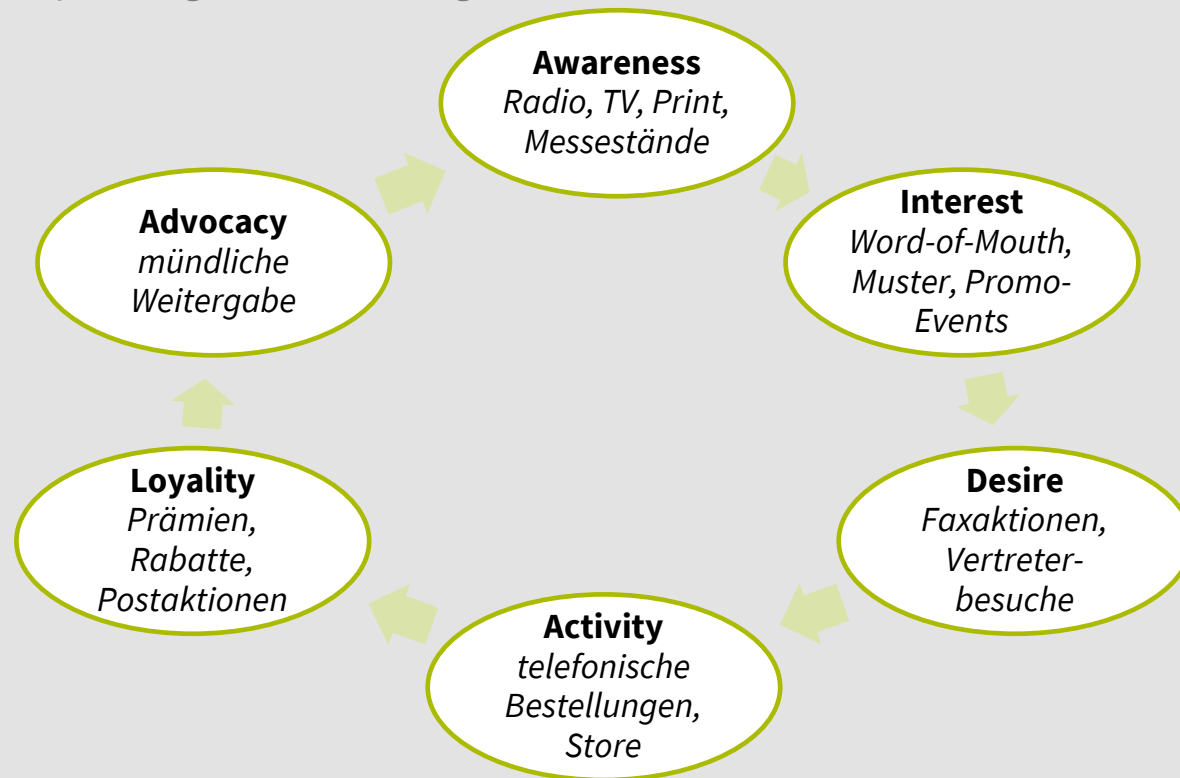 Awareness
Radio, TV, Print,
Messestände
Interest
Word-of-Mouth,
Muster, Promo-
Events
Desire
Faxaktionen,
Vertreter-
besuche
Activity
telefonische
Bestellungen,
Store
Loyality
Prämien,
Rabatte,
Postaktionen
Advocacy
mündliche
Weitergabe